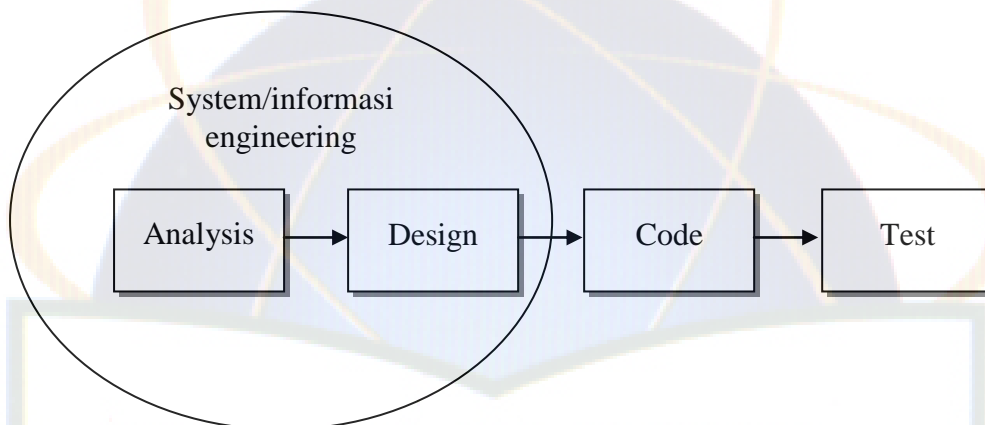 System/informasi
engineering
Analysis
Design
Code
Test